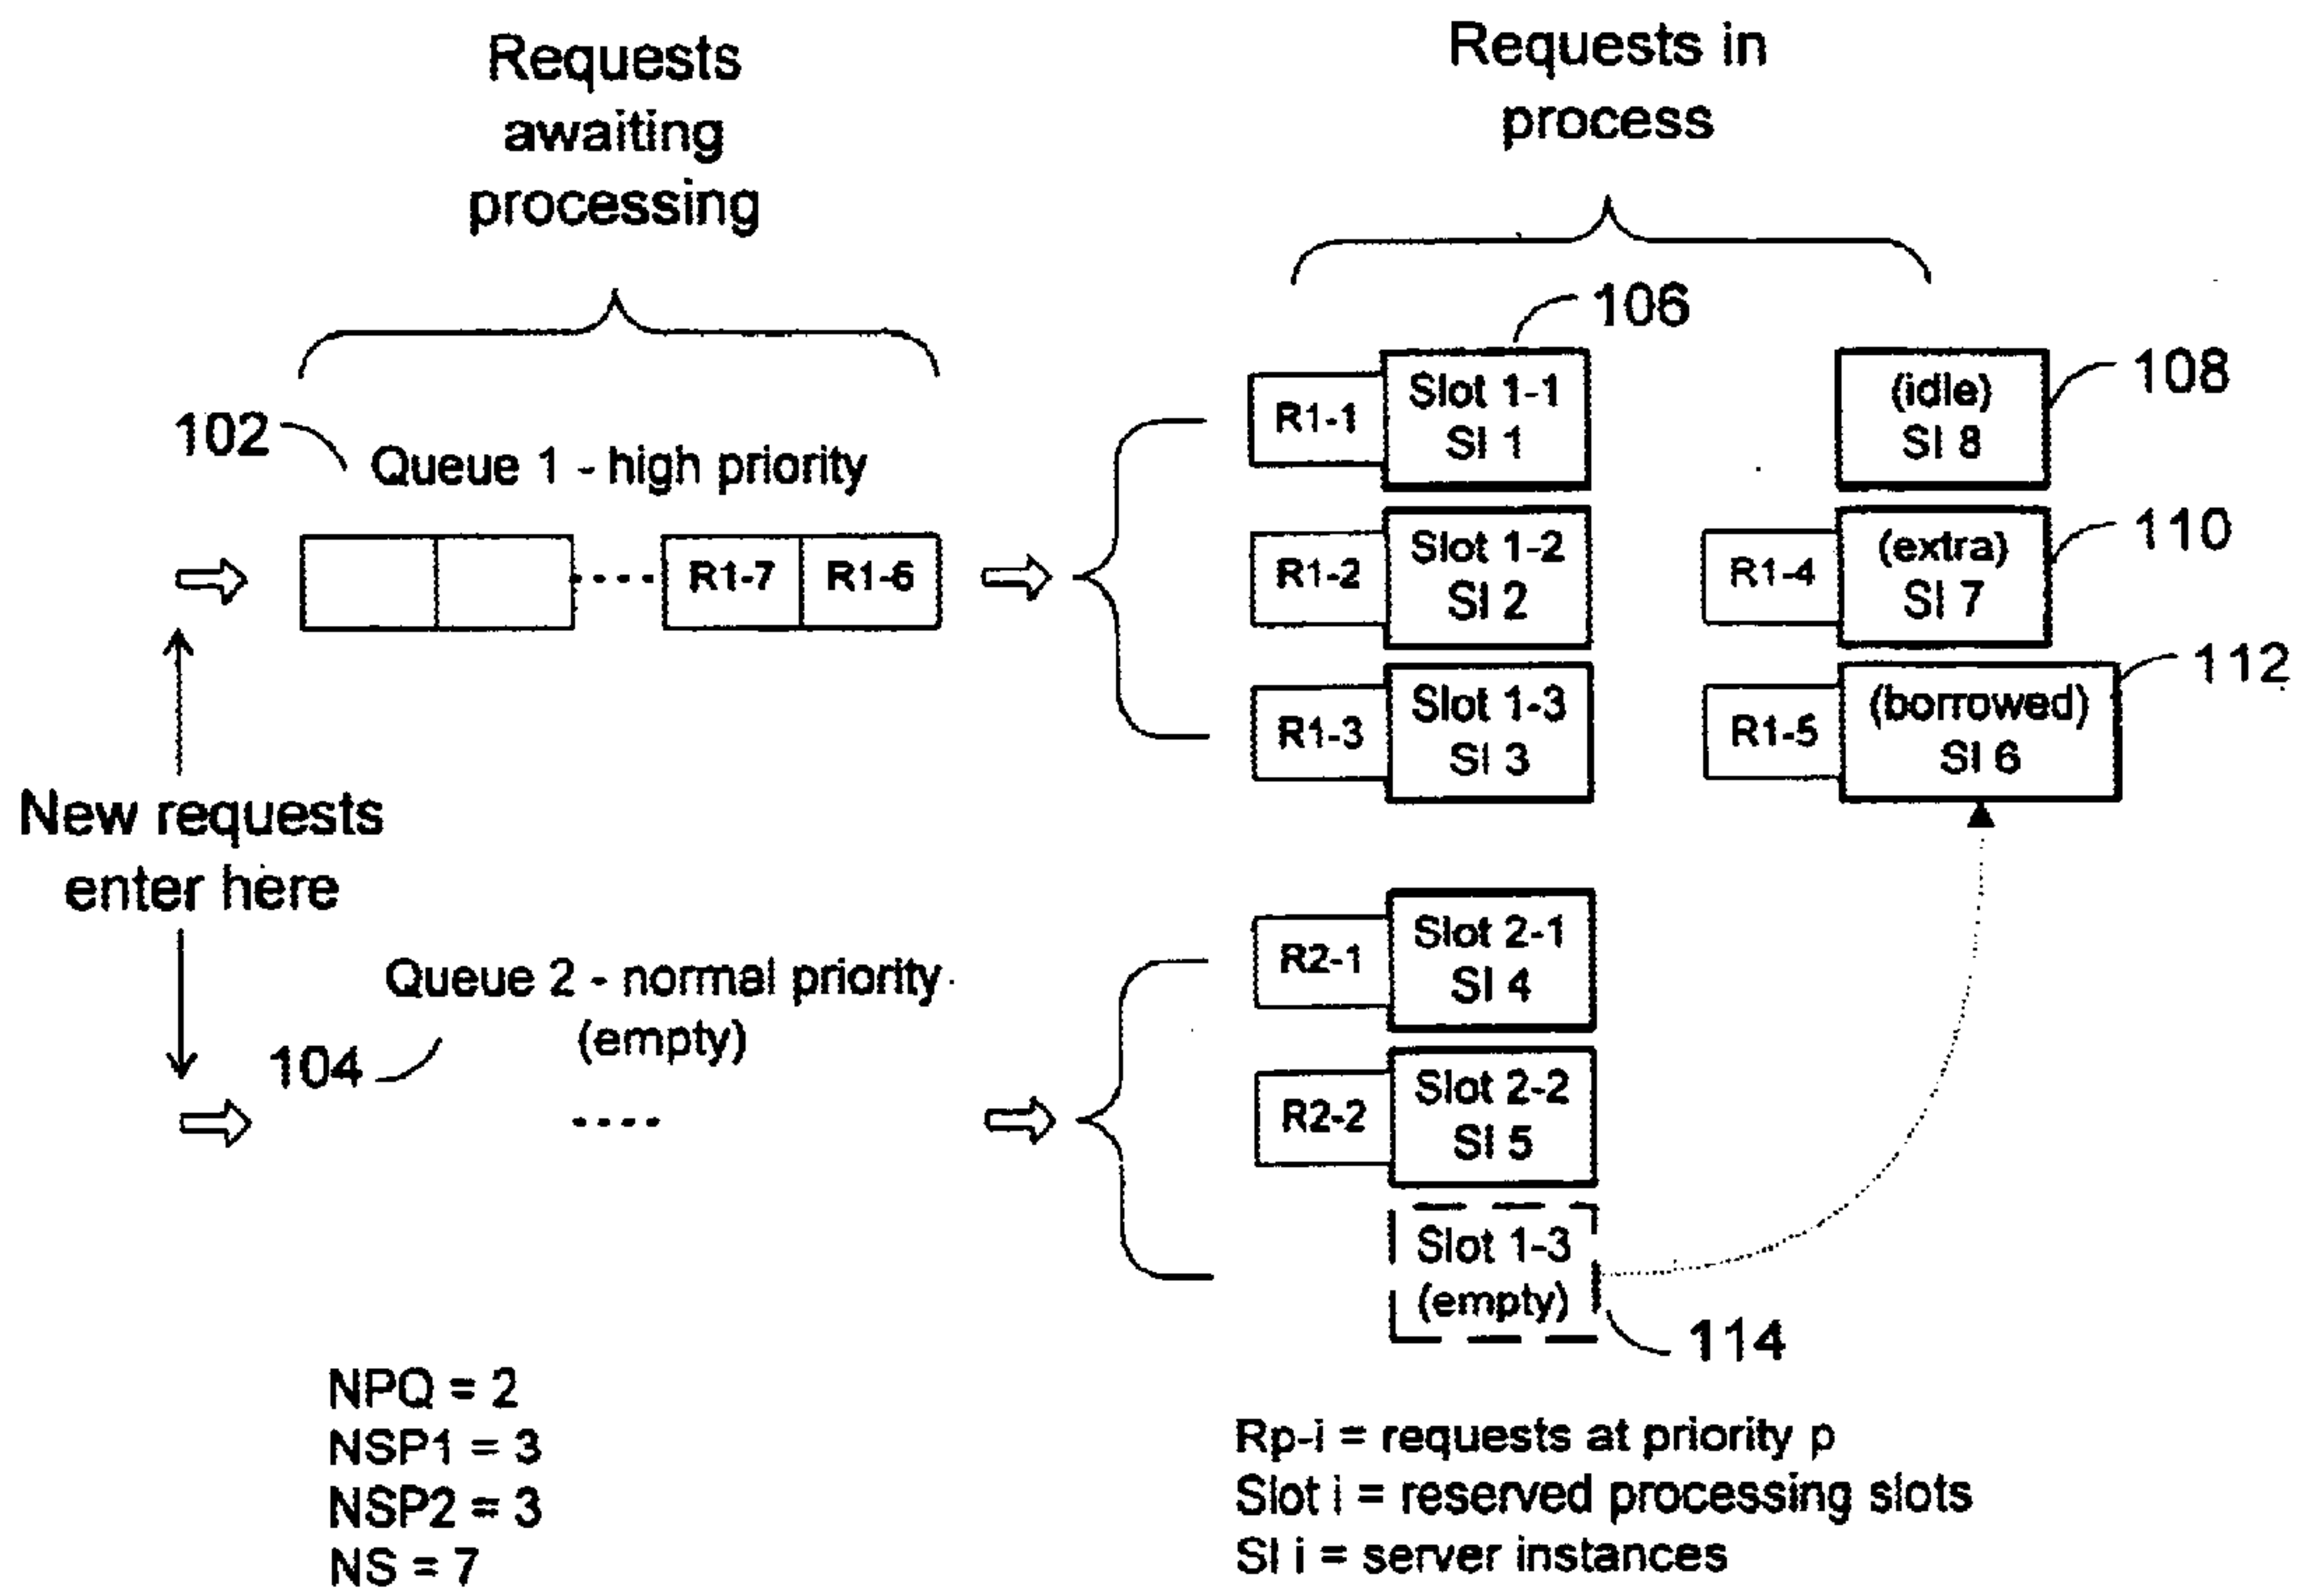 Requests
awaiting
processing
Requests in
process
106
108
102
Queue 1 - high priority
R1-7
R1-6
R1-1
Slot 1-1
SI 1
(idle)
SI 8
110
R1-2
Slot 1-2
SI 2
R1-4
(extra)
SI 7
112
R1-3
Slot 1-3
SI 3
R1-5
(borrowed)
SI 6
New requests
enter here
Queue 2 - normal priority
(empty)
104
R2-1
Slot 2-1
SI 4
R2-2
Slot 2-2
SI 5
Slot 1-3
(empty)
114
NPQ = 2
NSP1 = 3
NSP2 = 3
NS = 7
Rp-i = requests at priority p
Slot i = reserved processing slots
SI i = server instances